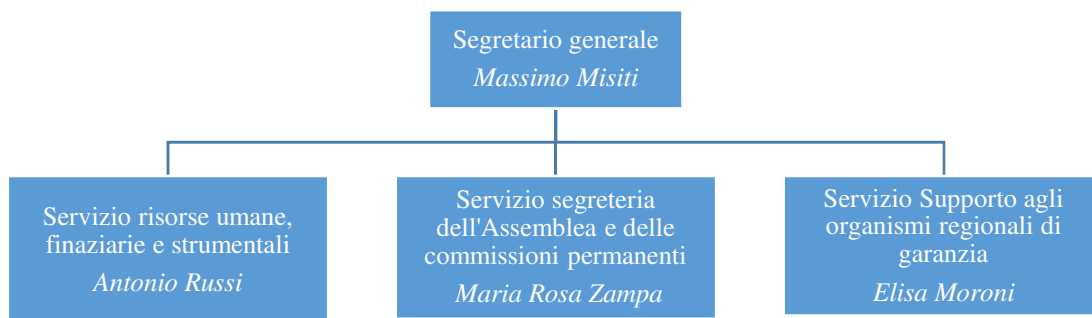 Segretario generale
Massimo Misiti
Servizio risorse umane,
finaziarie e strumentali
Antonio Russi
Servizio segreteria
dell'Assemblea e delle
commissioni permanenti
Maria Rosa Zampa
Servizio Supporto agli
organismi regionali di
garanzia
Elisa Moroni